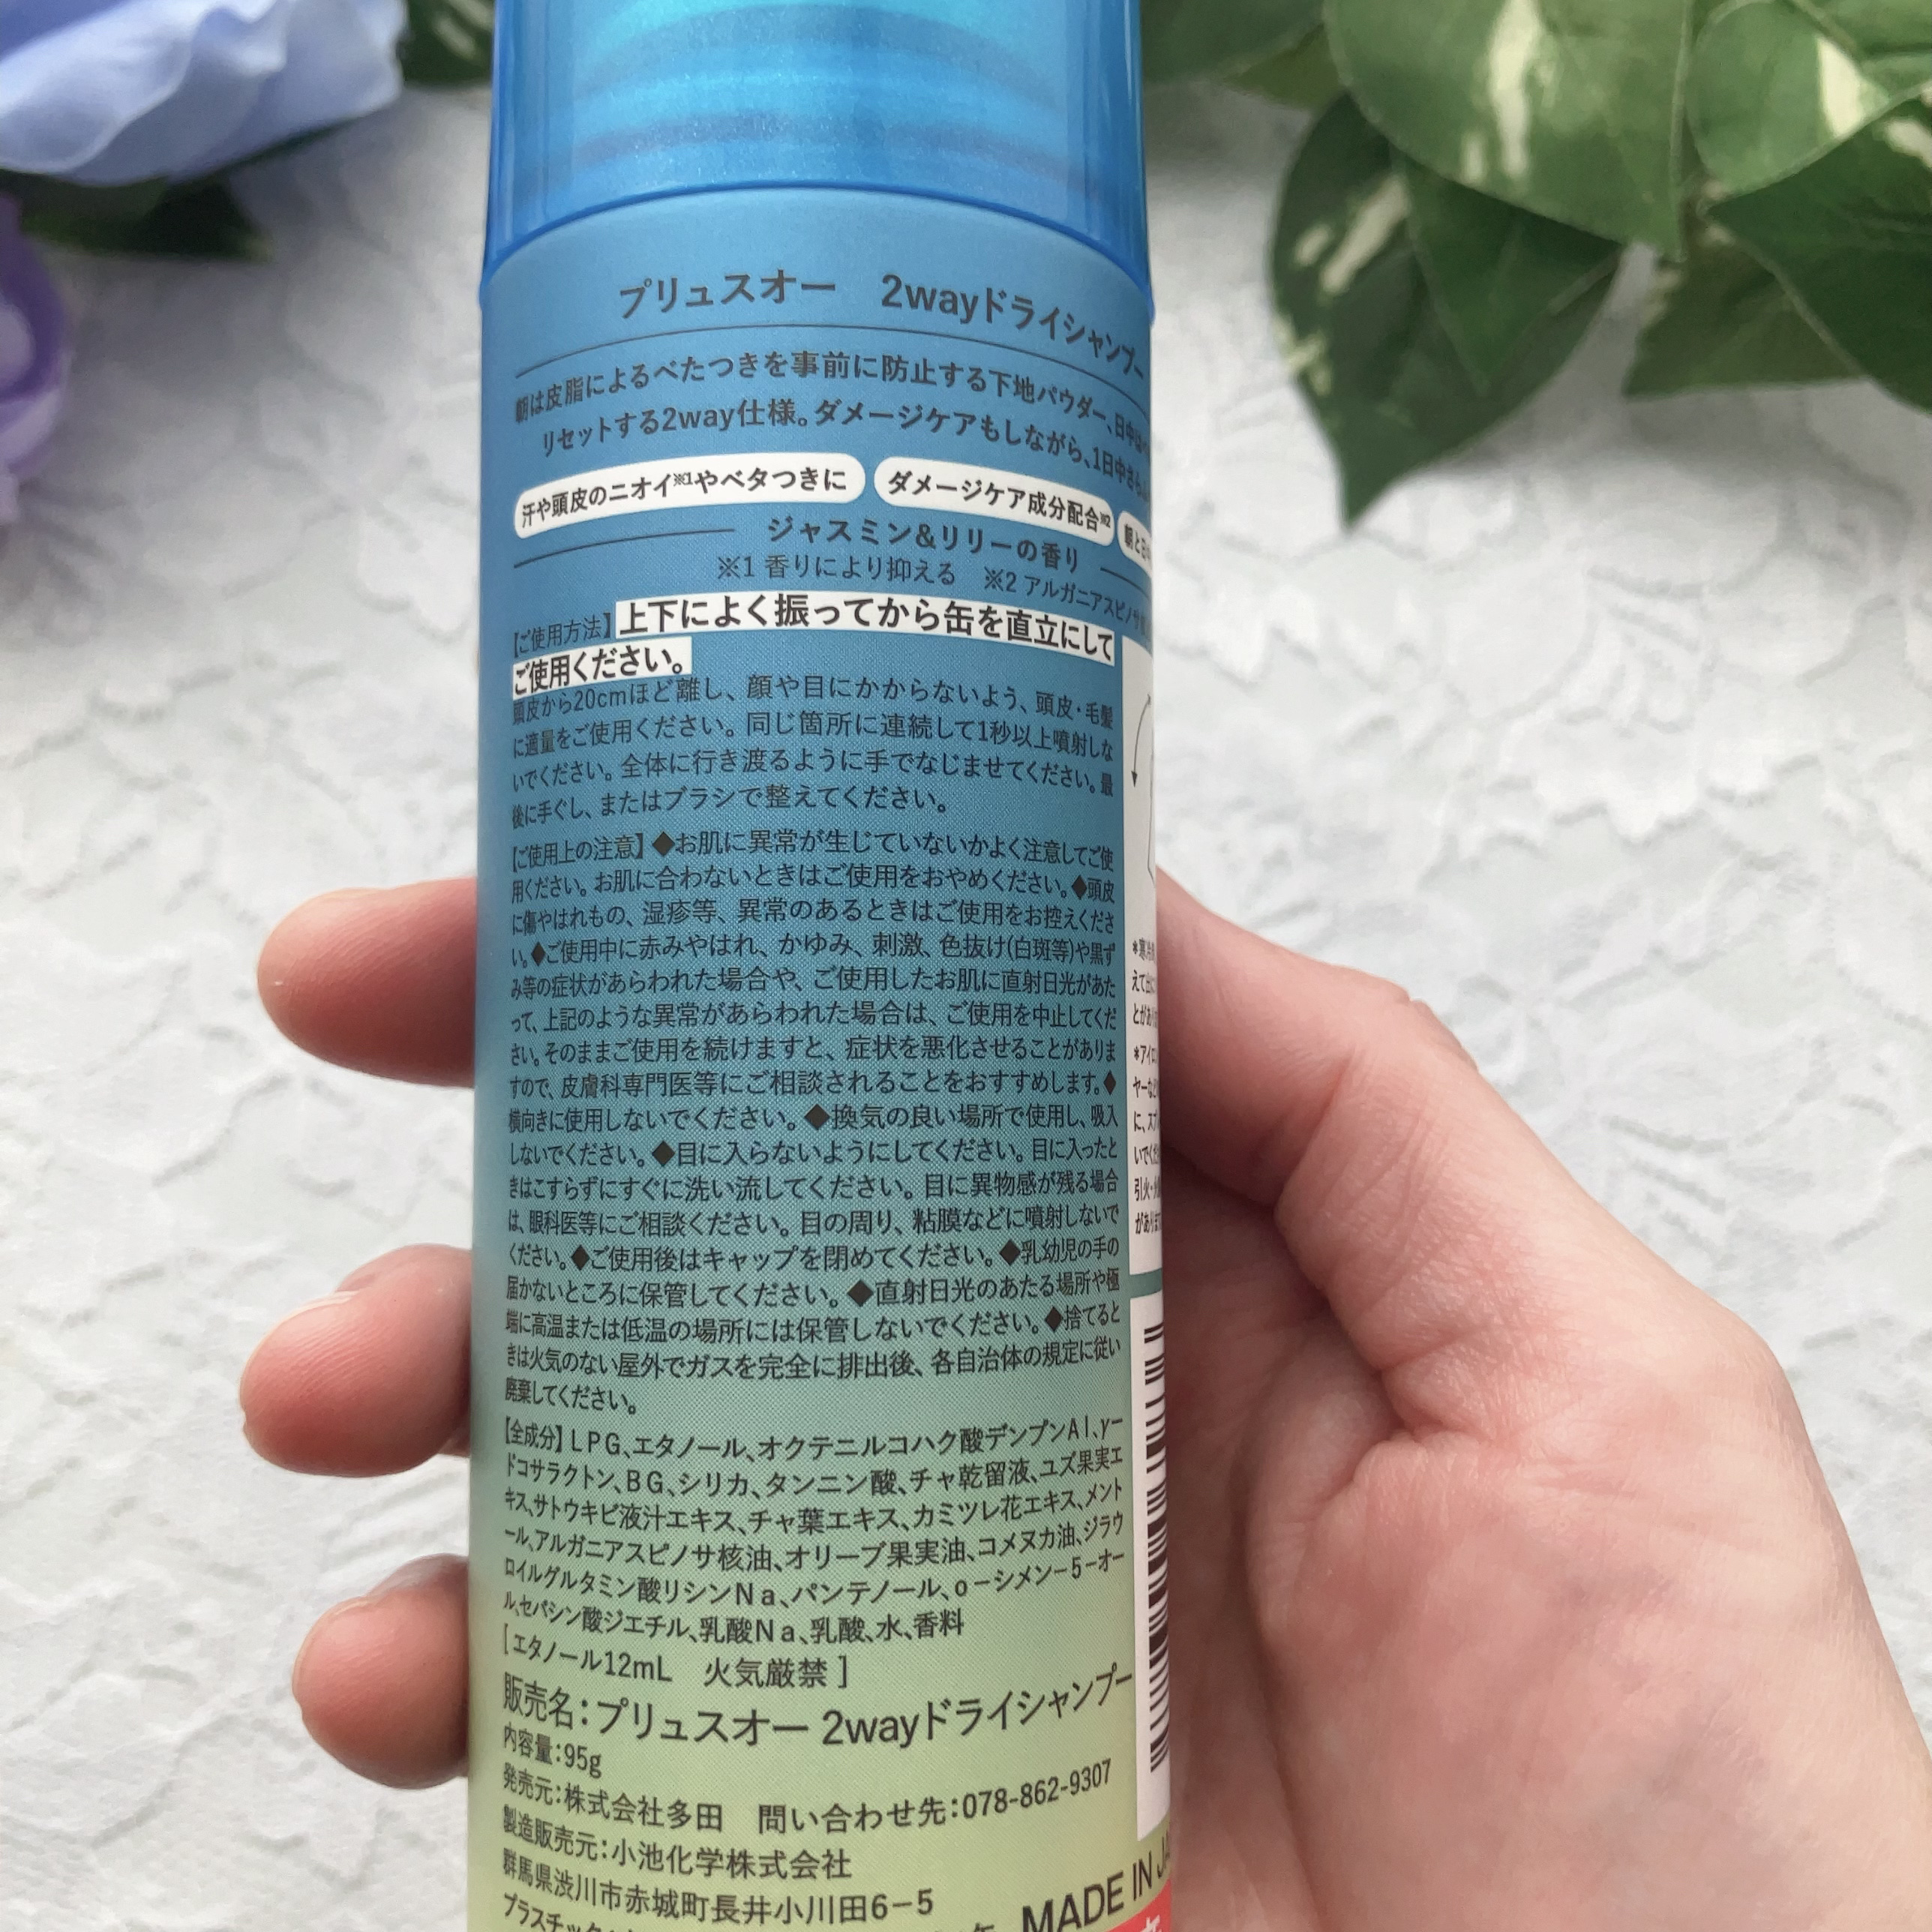 プリュスオー 2wayドライシャンプー
朝は皮脂によるべたつきを事前に防止する下地パウダー、日中は
リセットする2way仕様。ダメージケアもしながら、1日中さら
汗や頭皮のニオイ※1やベタつきに
ダメージケア成分配合※2
朝と日
ジャスミン&リリーの香り
※1 香りにより抑える ※2 アルガニアスピノサ
【ご使用方法】上下によく振ってから缶を直立にして
ご使用ください。
頭皮から20cmほど離し、顔や目にかからないよう、頭皮・毛髪
に適量をご使用ください。同じ箇所に連続して1秒以上噴射しな
いでください。全体に行き渡るように手でなじませてください。最
後に手ぐし、またはブラシで整えてください。
【ご使用上の注意】◆お肌に異常が生じていないかよく注意してご使
用ください。お肌に合わないときはご使用をおやめください。◆頭皮
に傷やはれもの、湿疹等、異常のあるときはご使用をお控えくださ
い。◆ご使用中に赤みやはれ、かゆみ、刺激、色抜け(白斑等)や黒ず
み等の症状があらわれた場合や、ご使用したお肌に直射日光があた
って、上記のような異常があらわれた場合は、ご使用を中止してくだ
さい。そのままご使用を続けますと、症状を悪化させることがありま
すので、皮膚科専門医等にご相談されることをおすすめします。◆
横向きに使用しないでください。◆換気の良い場所で使用し、吸入
しないでください。◆目に入らないようにしてください。目に入ったと
きはこすらずにすぐに洗い流してください。目に異物感が残る場合
は、眼科医等にご相談ください。目の周り、粘膜などに噴射しないで
ください。◆ご使用後はキャップを閉めてください。◆乳幼児の手の
届かないところに保管してください。◆直射日光のあたる場所や極
端に高温または低温の場所には保管しないでください。◆捨てると
きは火気のない屋外でガスを完全に排出後、各自治体の規定に従い
廃棄してください。
【全成分】LPG、エタノール、オクテニルコハク酸デンプンAl、γー
ドコサラクトン、BG、シリカ、タンニン酸、チャ乾留液、ユズ果実エ
キス、サトウキビ液汁エキス、チャ葉エキス、カミツレ花エキス、メント
ール、アルガニアスピノサ核油、オリーブ果実油、コメヌカ油、ジラウ
ロイルグルタミン酸リシンNa、パンテノール、o－シメン－5－オー
ル、セバシン酸ジエチル、乳酸Na、乳酸、水、香料
[エタノール12mL 火気厳禁]
販売名：プリュスオー 2wayドライシャンプー
内容量：95g
発売元：株式会社多田 問い合わせ先：078-862-9307
製造販売元：小池化学株式会社
群馬県渋川市赤城町長井小川田6－5
MADE IN JA
えて
とがあ
ヤーな
に、スプ
いでくだ
引火・
があり